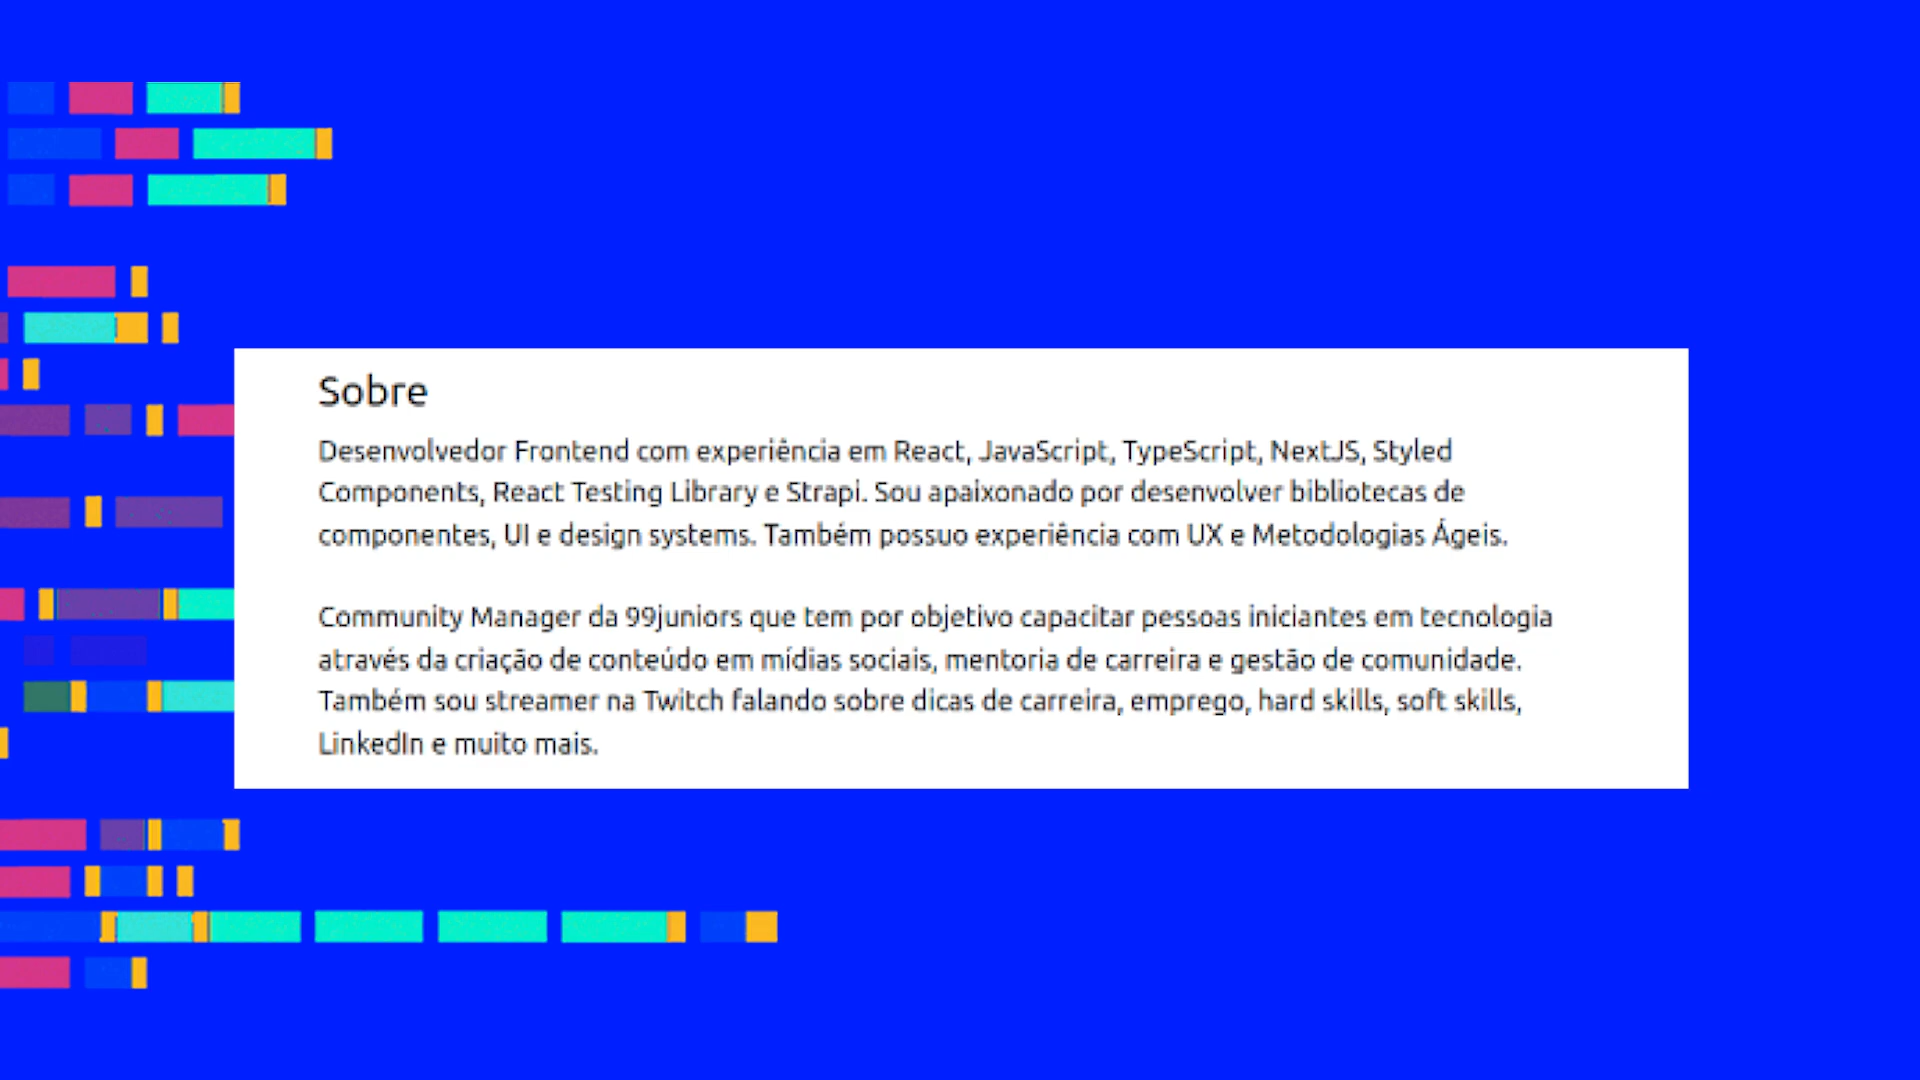 Sobre
Desenvolvedor Frontend com experiência em React, JavaScript, TypeScript, NextJS, Styled
Components, React Testing Library e Strapi. Sou apaixonado por desenvolver bibliotecas de
componentes, UI e design systems. Também possuo experiência com UX e Metodologias Ágeis.
Community Manager da 99juniors que tem por objetivo capacitar pessoas iniciantes em tecnologia
através da criação de conteúdo em mídias sociais, mentoria de carreira e gestão de comunidade.
Também sou streamer na Twitch falando sobre dicas de carreira, emprego, hard skills, soft skills,
LinkedIn e muito mais.